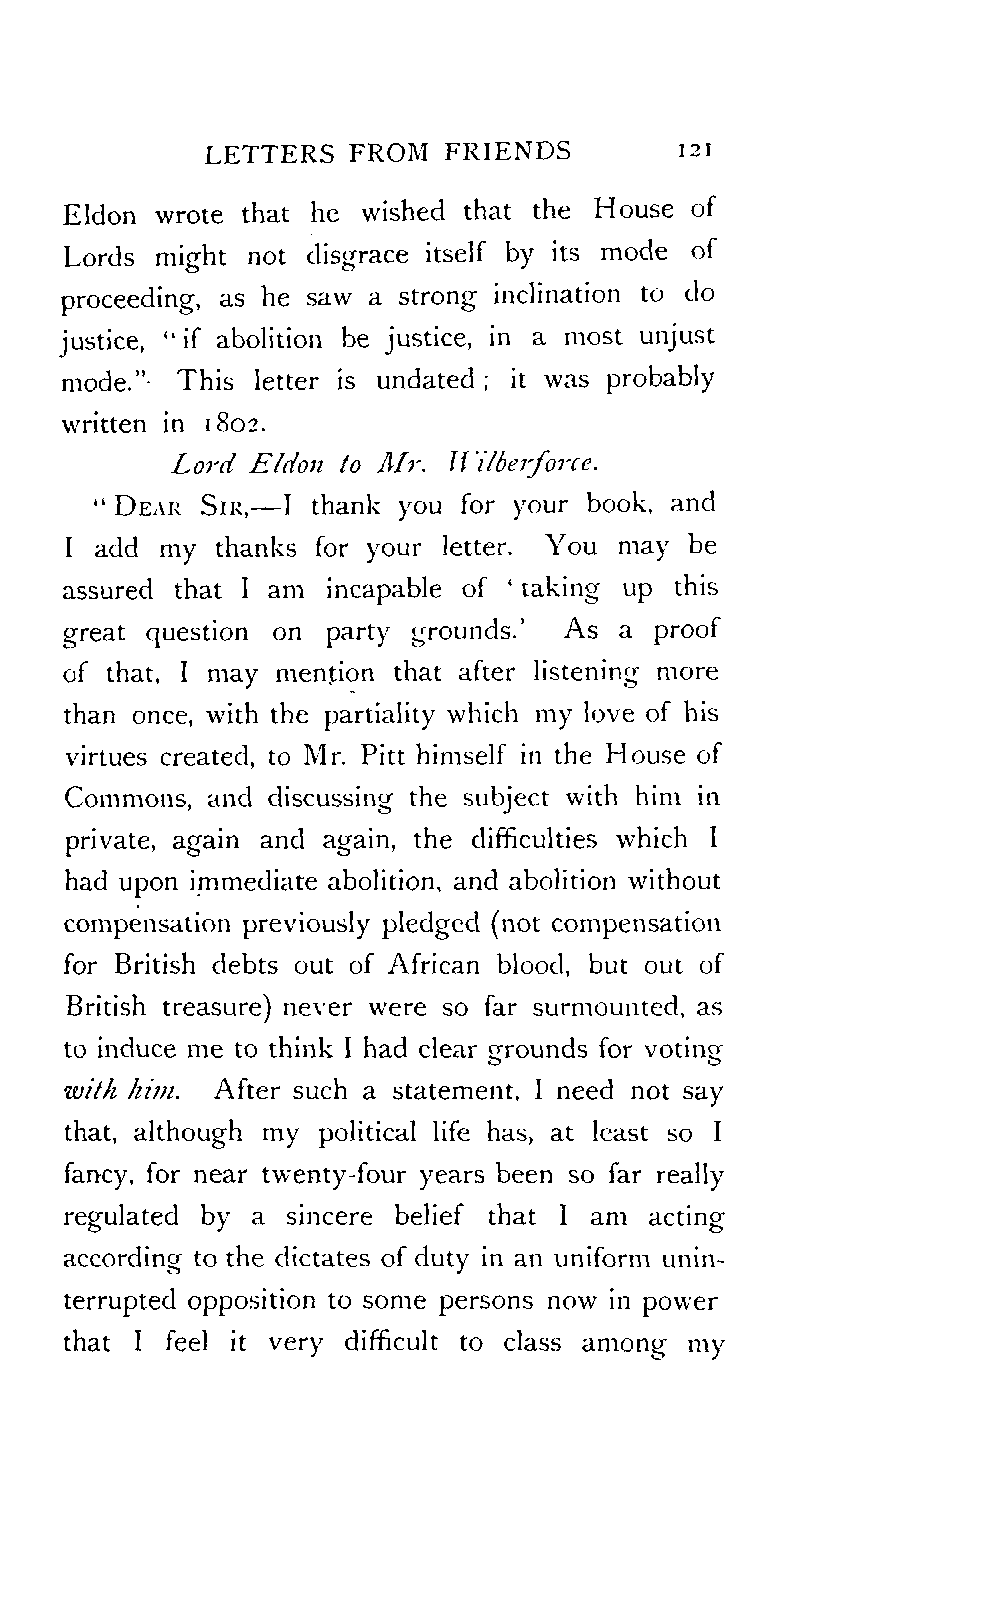 LETTERS FROM FRIENDS 121
Eldon wrote that he wished that the House of
Lords might not disgrace itself by its mode of
proceeding, as he saw a strong inclination to do
justice, “if abolition be justice, in a most unjust
mode.” This letter is undated; it was probably
written in 1802.
Lord Eldon to Mr. Wilberforce.
“DEAR SIR,—I thank you for your book, and
I add my thanks for your letter. You may be
assured that I am incapable of ‘taking up this
great question on party grounds.’ As a proof
of that, I may mention that after listening more
than once, with the partiality which my love of his
virtues created, to Mr. Pitt himself in the House of
Commons, and discussing the subject with him in
private, again and again, the difficulties which I
had upon immediate abolition, and abolition without
compensation previously pledged (not compensation
for British debts out of African blood, but out of
British treasure) never were so far surmounted, as
to induce me to think I had clear grounds for voting
with him. After such a statement, I need not say
that, although my political life has, at least so I
fancy, for near twenty-four years been so far really
regulated by a sincere belief that I am acting
according to the dictates of duty in an uniform unin-
terrupted opposition to some persons now in power
that I feel it very difficult to class among my